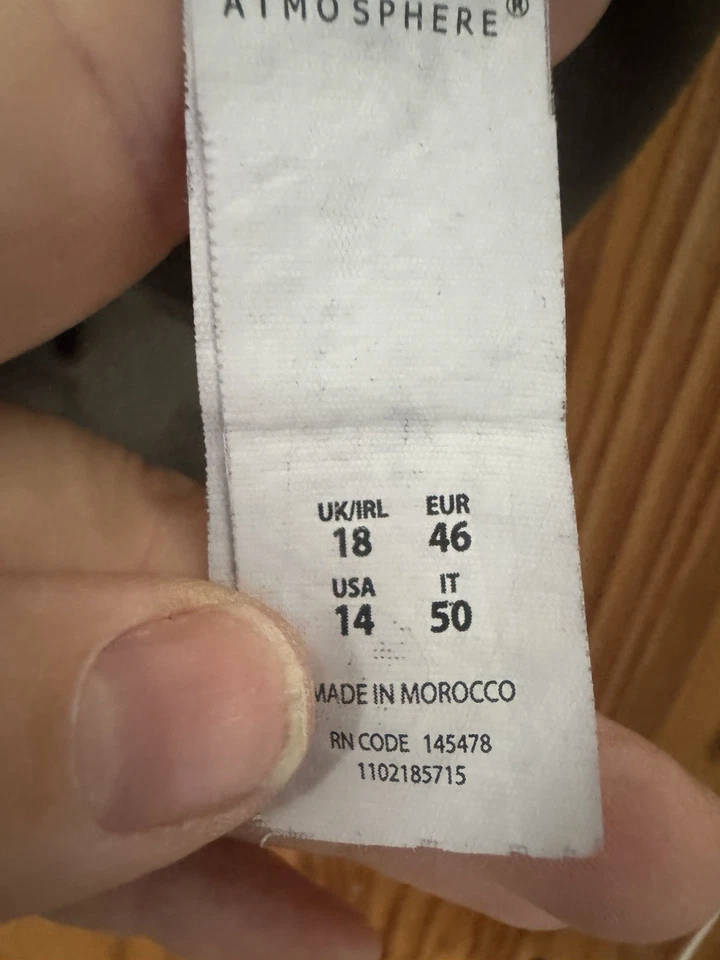 ATMOSPHERE®
UK/IRL EUR
18 46
USA IT
14 50
MADE IN MOROCCO
RN CODE 145478
1102185715